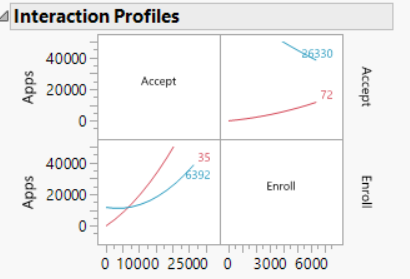 Interaction Profiles
40000
20000
0
Apps
Accept
26330
72
Accept
40000
20000
0
Apps
35
6392
Enroll
Enroll
0 10000 25000 0 3000 6000